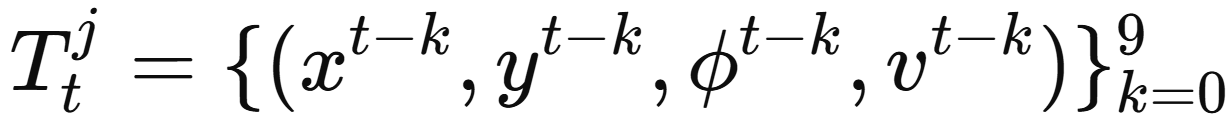 $T_t^j = \{(x^{t-k}, y^{t-k}, \phi^{t-k}, v^{t-k})\}_{k=0}^{9}$